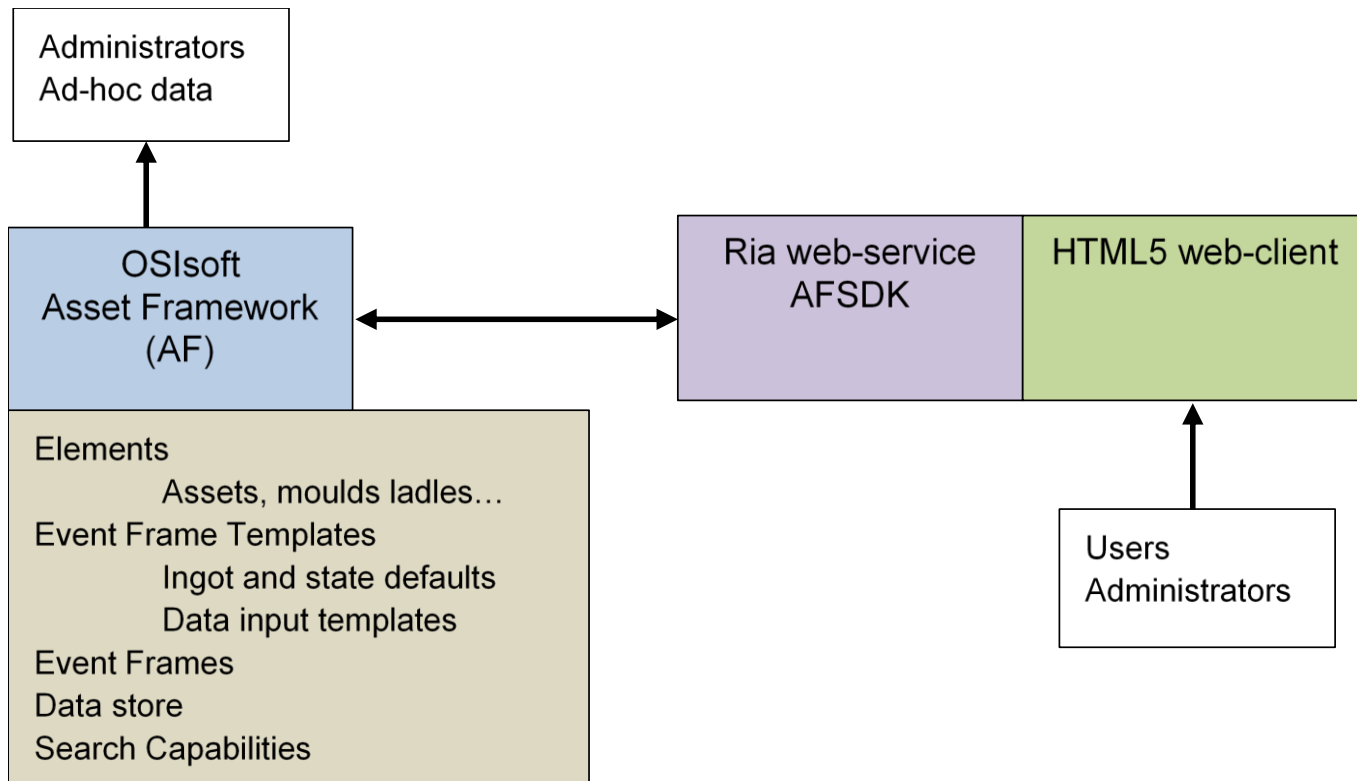 Administrators
Ad-hoc data
OSIsoft
Asset Framework
(AF)
Ria web-service
AFSDK
HTML5 web-client
Elements
Assets, moulds ladles…
Event Frame Templates
Ingot and state defaults
Data input templates
Event Frames
Data store
Search Capabilities
Users
Administrators